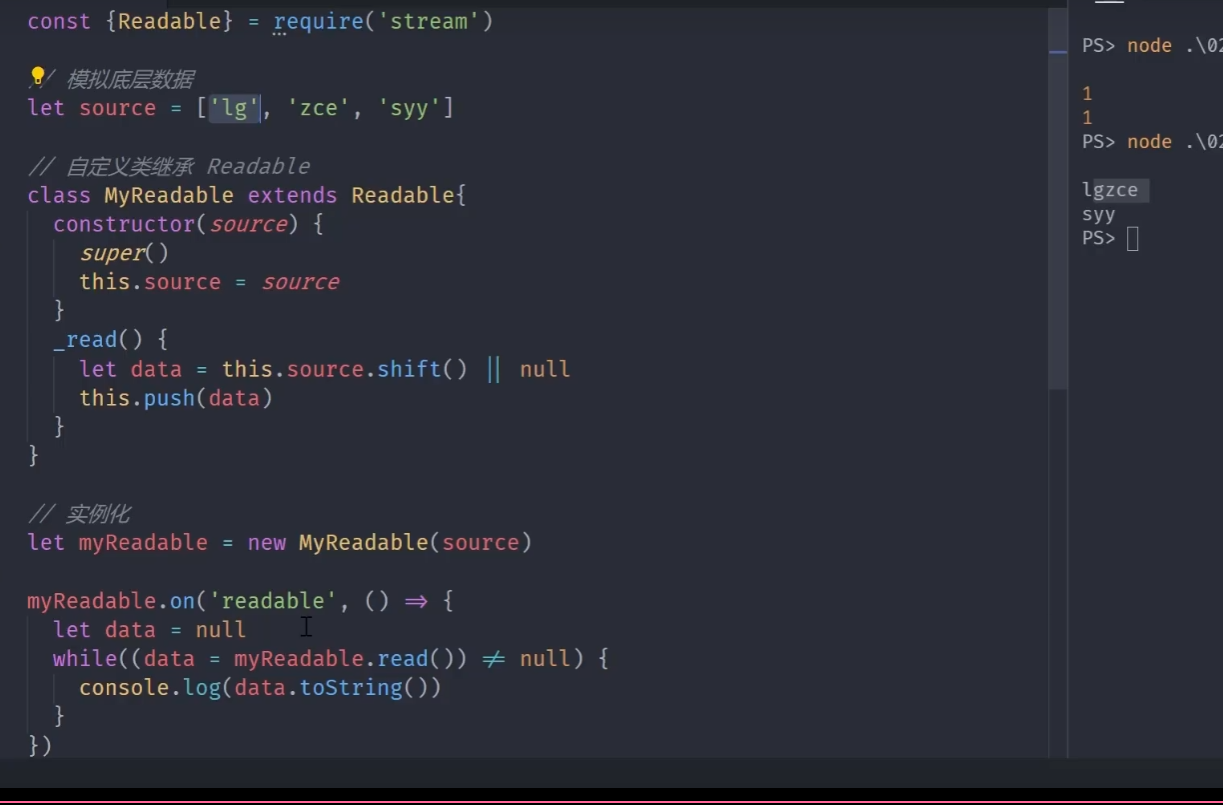 const {Readable} = require('stream')
// 模拟底层数据
let source = ['lg', 'zce', 'syy']
// 自定义类继承 Readable
class MyReadable extends Readable{
constructor(source) {
super()
this.source = source
}
_read() {
let data = this.source.shift() || null
this.push(data)
}
}
// 实例化
let myReadable = new MyReadable(source)
myReadable.on('readable', () => {
let data = null
while((data = myReadable.read()) != null) {
console.log(data.toString())
}
})
PS> node .\02
1
1
PS> node .\02
lgzce
syy
PS>